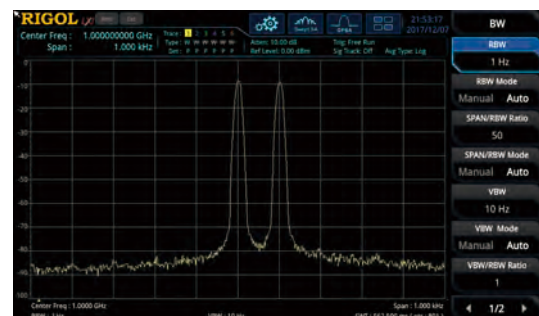 RIGOL
21:53:17
2017/12/07
Center Freq : 1.000000000 GHz
Span : 1.000 kHz
Trace : 1 2 3 4 5 6
Type : W W W W W W
Det : P P P P P P
Atten: 10.00 dB
Ref Level: 0.00 dBm
Trig: Free Run
Sig Track: Off
Avg Type: Log
BW
RBW
1 Hz
RBW Mode
Manual Auto
SPAN/RBW Ratio
50
SPAN/RBW Mode
Manual Auto
VBW
10 Hz
VBW Mode
Manual Auto
VBW/RBW Ratio
1
1/2
0
-10
-20
-30
-40
-50
-60
-70
-80
-90
-100
Center Freq : 1.0000 GHz
Span : 1.000 kHz